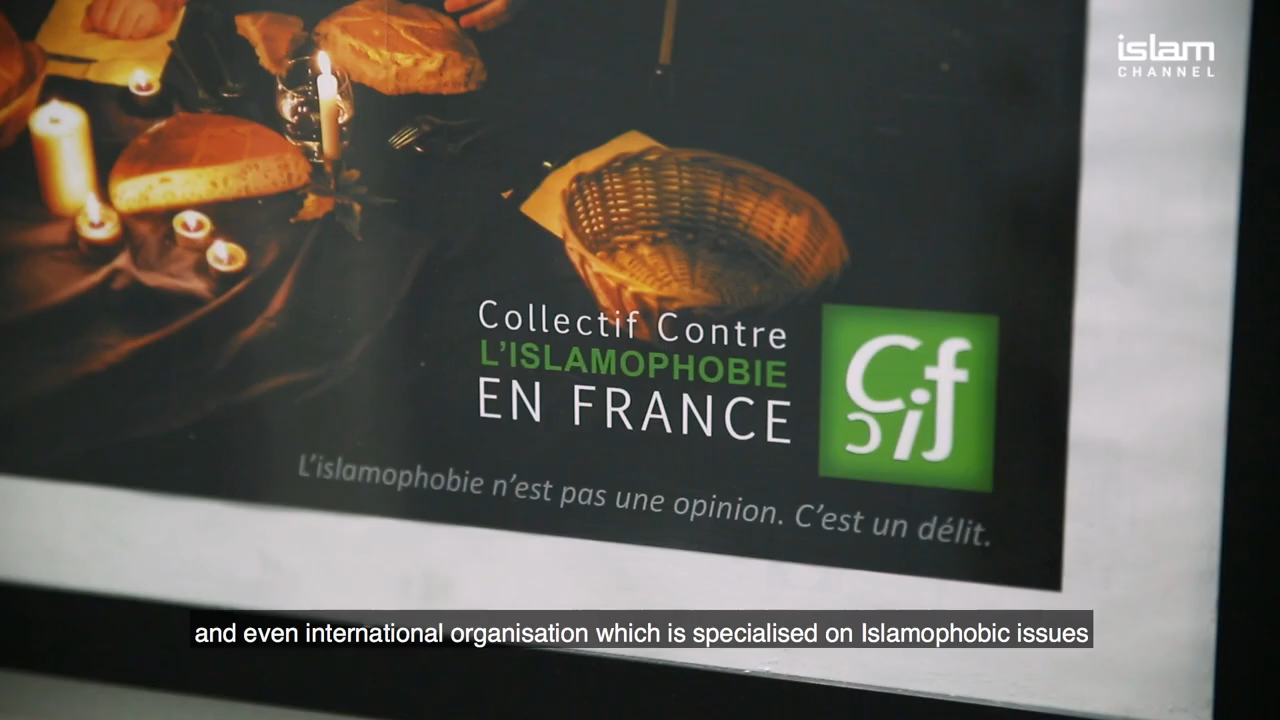 islam
CHANNEL
Collectif Contre
L'ISLAMOPHOBIE
EN FRANCE
CCif
L'islamophobie n'est pas une opinion. C'est un délit.
and even international organisation which is specialised on Islamophobic issues